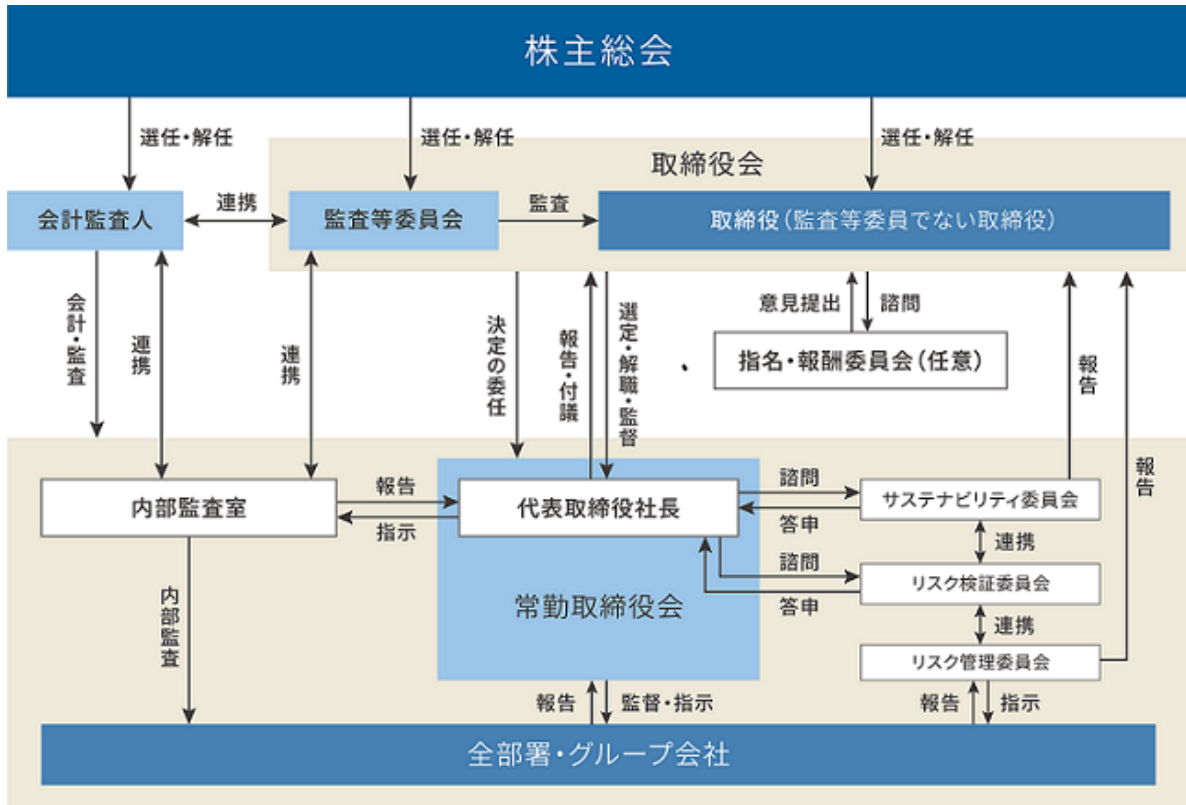 株主総会
選任・解任
選任・解任
選任・解任
取締役会
会計監査人
連携
監査等委員会
監査
取締役(監査等委員でない取締役)
会計・監査
連携
連携
決定の委任
報告・付議
選定・解職・監督
意見提出
諮問
、
指名・報酬委員会(任意)
報告
報告
内部監査室
報告
指示
代表取締役社長
諮問
答申
サステナビリティ委員会
連携
諮問
答申
リスク検証委員会
連携
常勤取締役会
リスク管理委員会
内部監査
報告
監督・指示
報告
指示
全部署・グループ会社